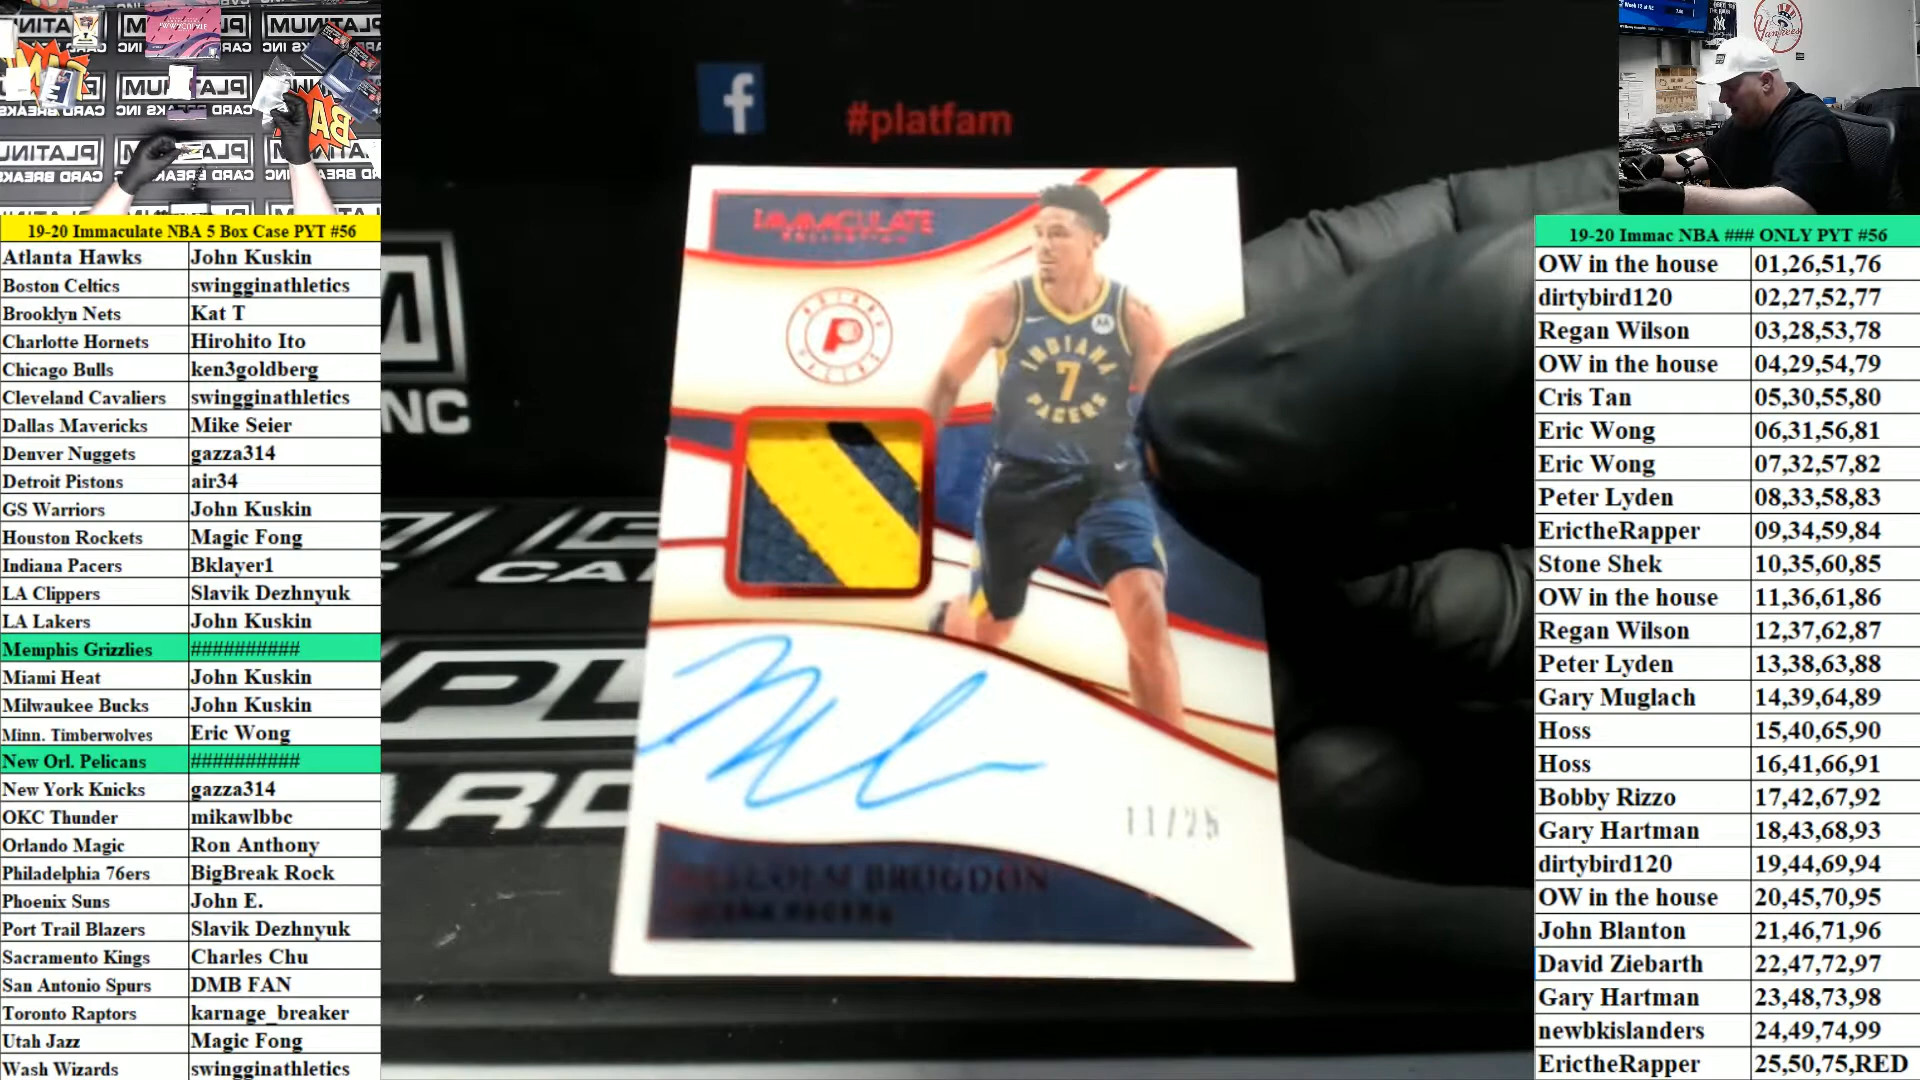 19-20 Immaculate NBA 5 Box Case PYT #56
Atlanta Hawks John Kuskin
Boston Celtics swingginathletics
Brooklyn Nets Kat T
Charlotte Hornets Hirohito Ito
Chicago Bulls ken3goldberg
Cleveland Cavaliers swingginathletics
Dallas Mavericks Mike Seier
Denver Nuggets gazza314
Detroit Pistons air34
GS Warriors John Kuskin
Houston Rockets Magic Fong
Indiana Pacers Bklayer1
LA Clippers Slavik Dezhnyuk
LA Lakers John Kuskin
Memphis Grizzlies ##########
Miami Heat John Kuskin
Milwaukee Bucks John Kuskin
Minn. Timberwolves Eric Wong
New Orl. Pelicans ##########
New York Knicks gazza314
OKC Thunder mikawlbbc
Orlando Magic Ron Anthony
Philadelphia 76ers BigBreak Rock
Phoenix Suns John E.
Port Trail Blazers Slavik Dezhnyuk
Sacramento Kings Charles Chu
San Antonio Spurs DMB FAN
Toronto Raptors karnage_breaker
Utah Jazz Magic Fong
Wash Wizards swingginathletics
#platfam
IMMACULATE
COLLECTION
INDIANA
PACERS
INDIANA
7
PACERS
11/25
MALCOLM BROGDON
INDIANA PACERS
INC
Yankees
19-20 Immac NBA ### ONLY PYT #56
OW in the house 01,26,51,76
dirtybird120 02,27,52,77
Regan Wilson 03,28,53,78
OW in the house 04,29,54,79
Cris Tan 05,30,55,80
Eric Wong 06,31,56,81
Eric Wong 07,32,57,82
Peter Lyden 08,33,58,83
ErictheRapper 09,34,59,84
Stone Shek 10,35,60,85
OW in the house 11,36,61,86
Regan Wilson 12,37,62,87
Peter Lyden 13,38,63,88
Gary Muglach 14,39,64,89
Hoss 15,40,65,90
Hoss 16,41,66,91
Bobby Rizzo 17,42,67,92
Gary Hartman 18,43,68,93
dirtybird120 19,44,69,94
OW in the house 20,45,70,95
John Blanton 21,46,71,96
David Ziebarth 22,47,72,97
Gary Hartman 23,48,73,98
newbkislanders 24,49,74,99
ErictheRapper 25,50,75,RED